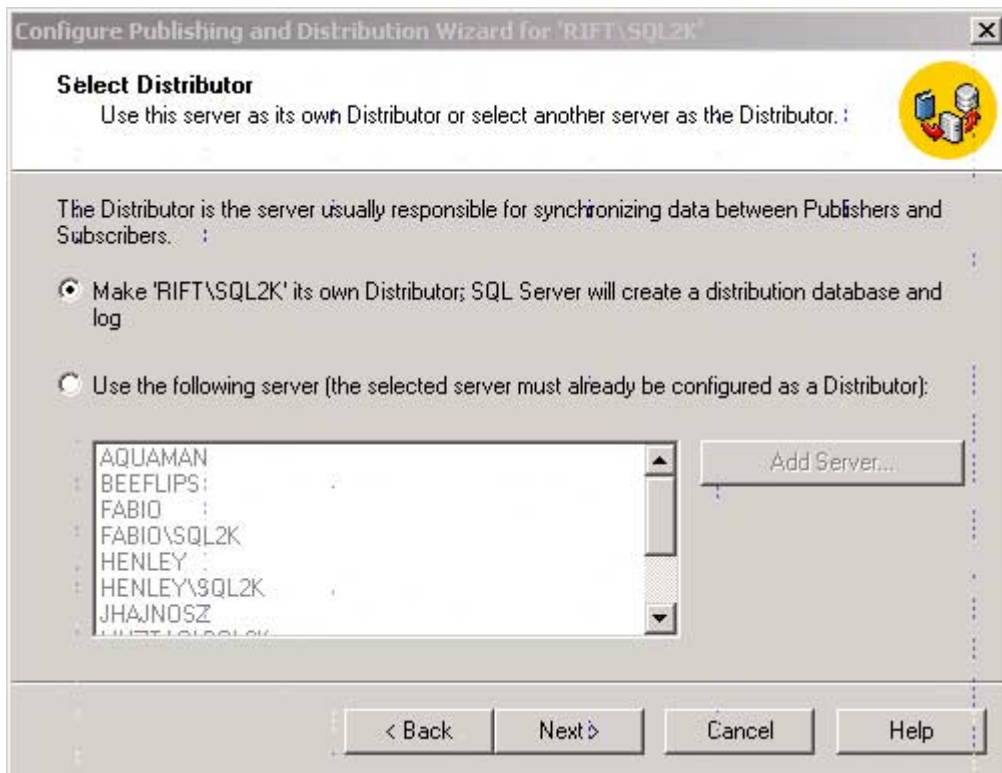 Configure Publishing and Distribution Wizard for 'RIFT\SQL2K'
Select Distributor
Use this server as its own Distributor or select another server as the Distributor.
The Distributor is the server usually responsible for synchronizing data between Publishers and
Subscribers.
Make 'RIFT\SQL2K' its own Distributor; SQL Server will create a distribution database and
log
Use the following server (the selected server must already be configured as a Distributor):
AQUAMAN
BEEFLIPS
FABIO
FABIO\SQL2K
HENLEY
HENLEY\SQL2K
JHAJNOSZ
Add Server...
< Back
Next >
Cancel
Help